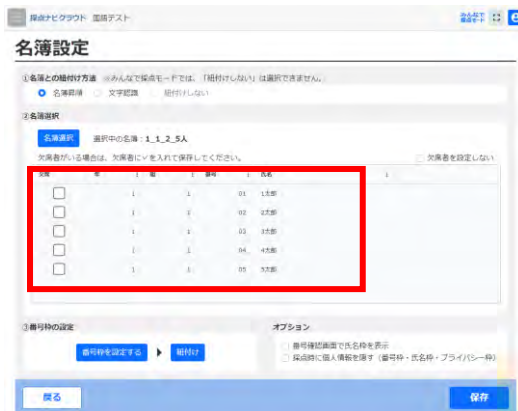 採点ナビクラウド 国語テスト
みんなで
採点モード
名簿設定
①名簿との紐付け方法 ※みんなで採点モードでは、「紐付けしない」は選択できません。
名簿昇順 文字認識 紐付けしない
②名簿選択
名簿選択 選択中の名簿：1_1_2_5人
欠席者がいる場合は、欠席者に✓を入れて保存してください。 欠席者を設定しない
欠席 年 組 番号 氏名
1 1 01 1太郎
1 1 02 2太郎
1 1 03 3太郎
1 1 04 4太郎
1 1 05 5太郎
③番号枠の設定 オプション
番号枠を設定する 紐付け
番号確認画面で氏名枠を表示
採点時に個人情報を隠す（番号枠・氏名枠・プライバシー枠）
戻る 保存